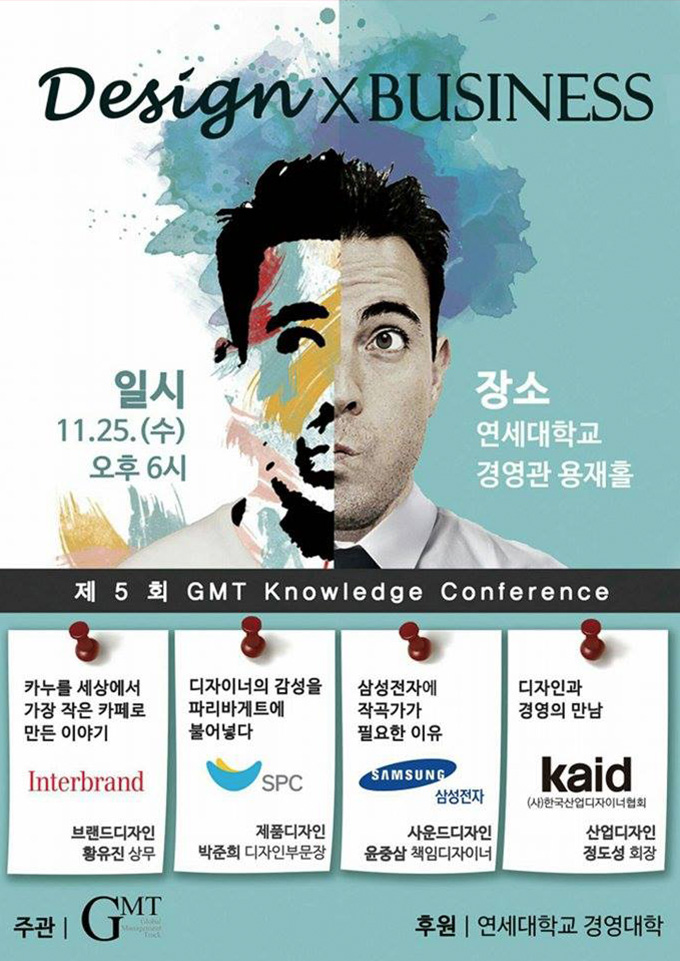 Design X BUSINESS
일시
11.25.(수)
오후 6시
장소
연세대학교
경영관 용재홀
제 5 회 GMT Knowledge Conference
카누를 세상에서
가장 작은 카페로
만든 이야기
Interbrand
브랜드디자인
황유진 상무
디자이너의 감성을
파리바게트에
불어넣다
SPC
제품디자인
박준희 디자인부문장
삼성전자에
작곡가가
필요한 이유
SAMSUNG
삼성전자
사운드디자인
윤중삼 책임디자이너
디자인과
경영의 만남
kaid
(사)한국산업디자이너협회
산업디자인
정도성 회장
주관 | GMT
Global
Management
Track
후원 | 연세대학교 경영대학